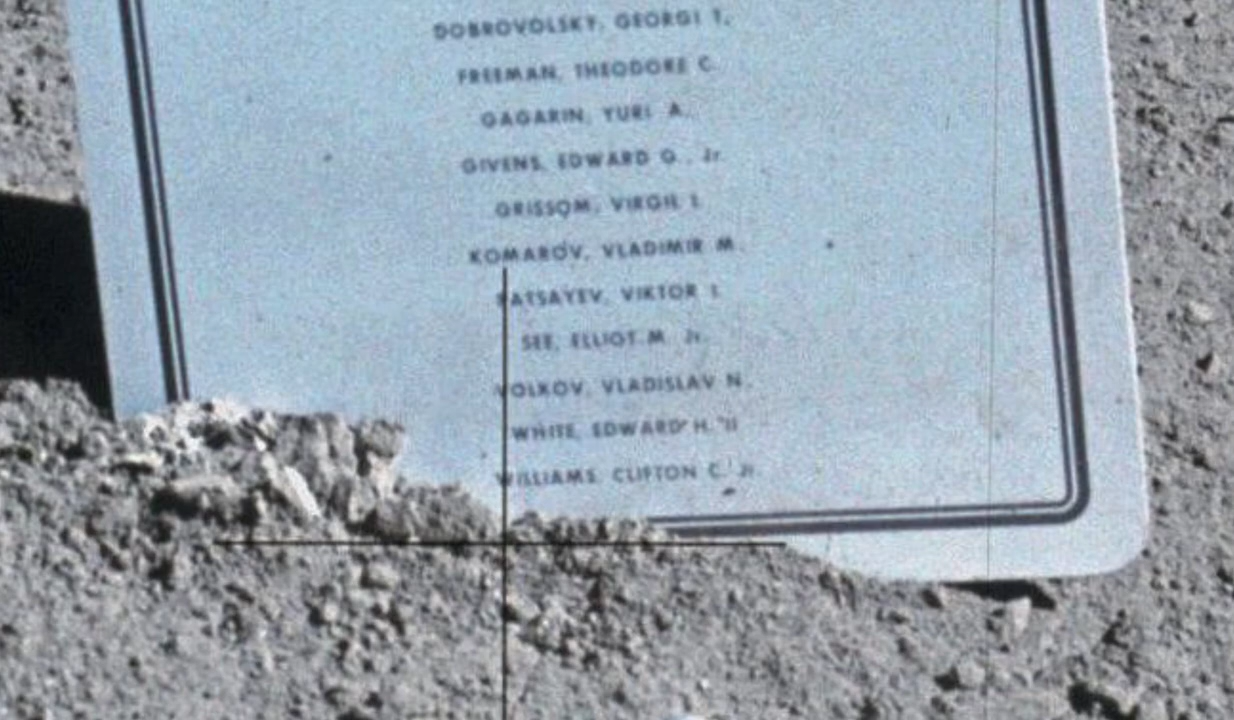 DOBROVOLSKY, GEORGI T.
FREEMAN, THEODORE C.
GAGARIN, YURI A.
GIVENS, EDWARD G., Jr.
GRISSOM, VIRGIL I.
KOMAROV, VLADIMIR M.
PATSAYEV, VIKTOR I.
SEE, ELLIOT M. Jr.
VOLKOV, VLADISLAV N.
WHITE, EDWARD H. II
WILLIAMS, CLIFTON C. Jr.